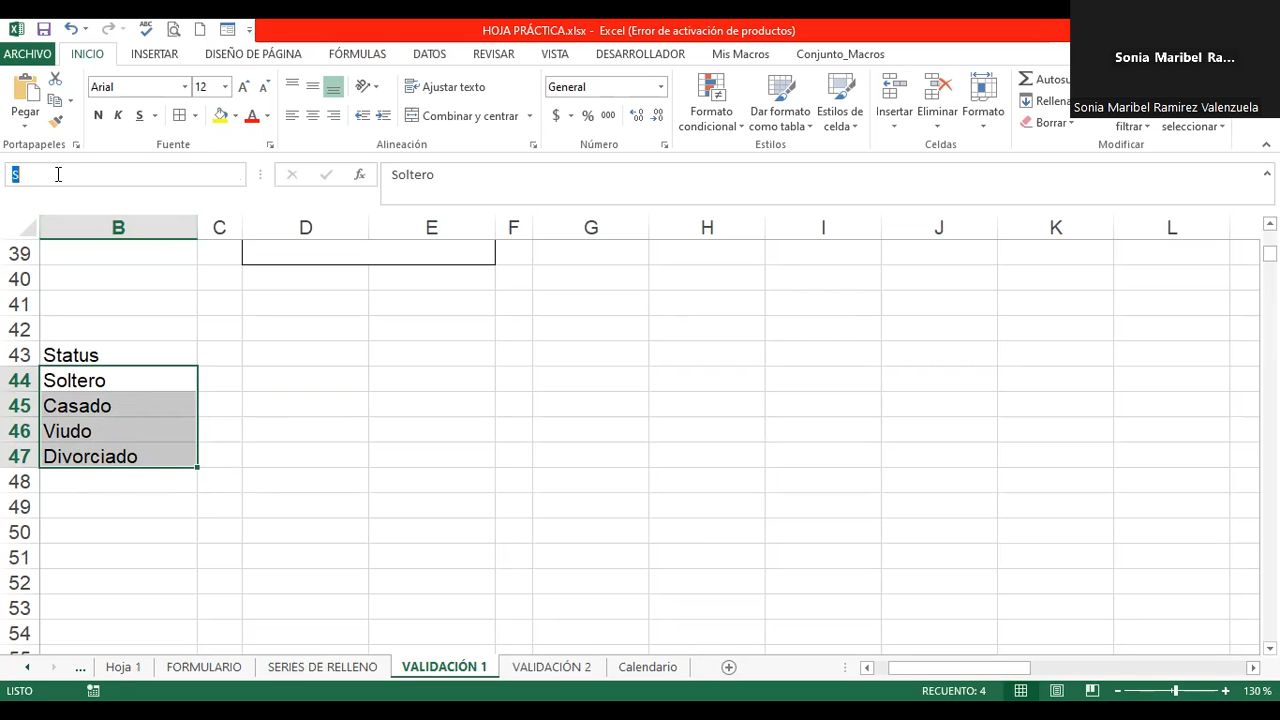 HOJA PRÁCTICA.xlsx - Excel (Error de activación de productos)
Sonia Maribel Ra...
Sonia Maribel Ramirez Valenzuela
ARCHIVO INICIO INSERTAR DISEÑO DE PÁGINA FÓRMULAS DATOS REVISAR VISTA DESARROLLADOR Mis Macros Conjunto_Macros
Pegar
Arial 12
N K S
Ajustar texto
Combinar y centrar
General
$ % 000
Formato condicional
Dar formato como tabla
Estilos de celda
Insertar Eliminar Formato
Autosu
Rellena
Borrar
filtrar seleccionar
Portapapeles Fuente Alineación Número Estilos Celdas Modificar
S fx Soltero
B C D E F G H I J K L
39
40
41
42
43 Status
44 Soltero
45 Casado
46 Viudo
47 Divorciado
48
49
50
51
52
53
54
... Hoja 1 FORMULARIO SERIES DE RELLENO VALIDACIÓN 1 VALIDACIÓN 2 Calendario
LISTO RECUENTO: 4 130 %